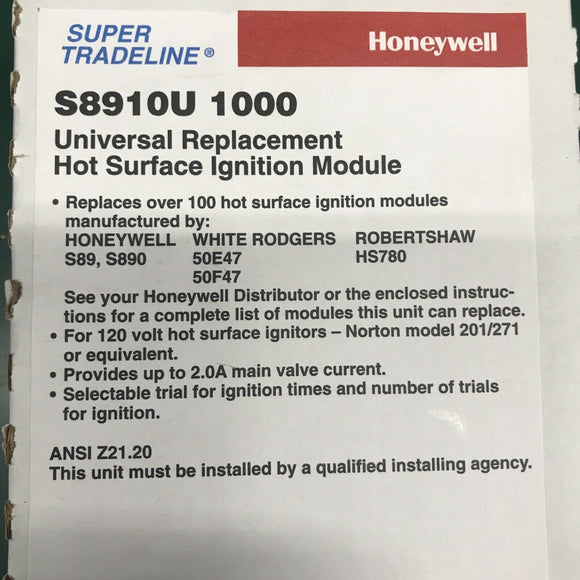 SUPER
TRADELINE®
Honeywell
S8910U 1000
Universal Replacement
Hot Surface Ignition Module
• Replaces over 100 hot surface ignition modules
manufactured by:
HONEYWELL WHITE RODGERS ROBERTSHAW
S89, S890 50E47 HS780
50F47
See your Honeywell Distributor or the enclosed instruc-
tions for a complete list of modules this unit can replace.
• For 120 volt hot surface ignitors – Norton model 201/271
or equivalent.
• Provides up to 2.0A main valve current.
• Selectable trial for ignition times and number of trials
for ignition.
ANSI Z21.20
This unit must be installed by a qualified installing agency.